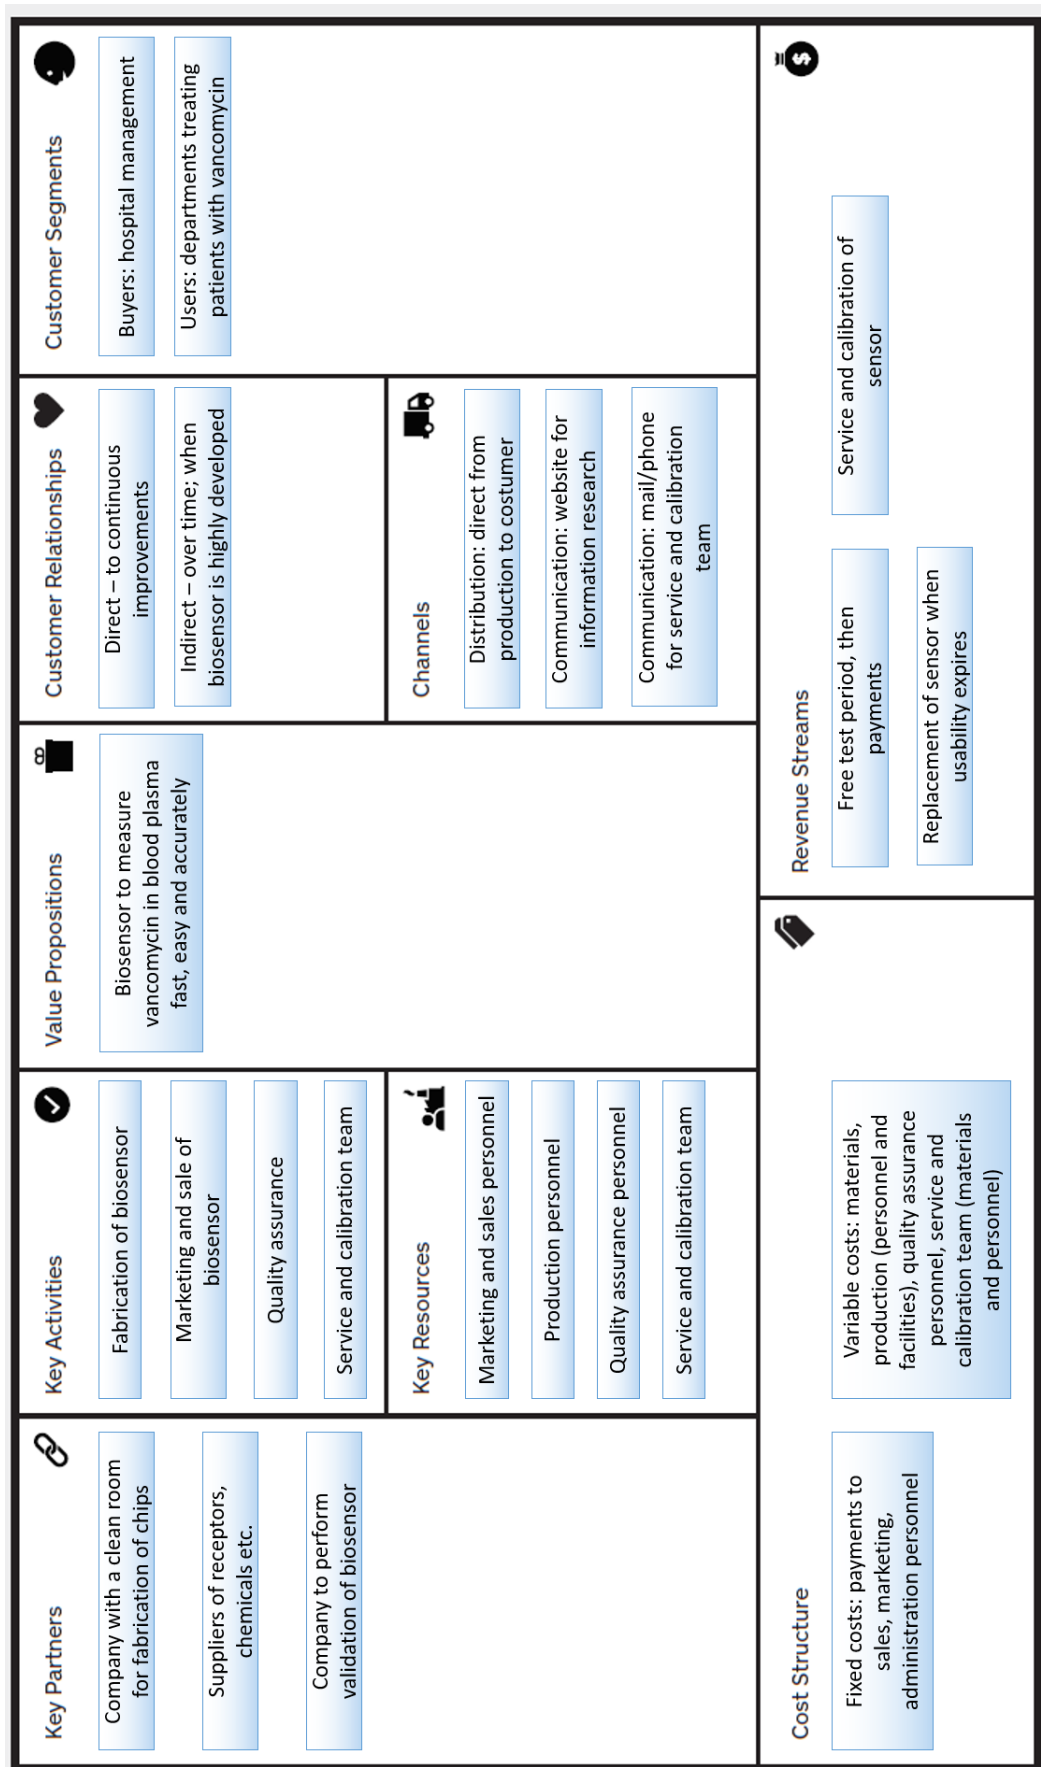 Key Partners
Company with a clean room
for fabrication of chips
Suppliers of receptors,
chemicals etc.
Company to perform
validation of biosensor
Key Activities
Fabrication of biosensor
Marketing and sale of
biosensor
Quality assurance
Service and calibration team
Key Resources
Marketing and sales personnel
Production personnel
Quality assurance personnel
Service and calibration team
Value Propositions
Biosensor to measure
vancomycin in blood plasma
fast, easy and accurately
Customer Relationships
Direct – to continuous
improvements
Indirect – over time; when
biosensor is highly developed
Channels
Distribution: direct from
production to costumer
Communication: website for
information research
Communication: mail/phone
for service and calibration
team
Customer Segments
Buyers: hospital management
Users: departments treating
patients with vancomycin
Cost Structure
Fixed costs: payments to
sales, marketing,
administration personnel
Variable costs: materials,
production (personnel and
facilities), quality assurance
personnel, service and
calibration team (materials
and personnel)
Revenue Streams
Free test period, then
payments
Replacement of sensor when
usability expires
Service and calibration of
sensor
$